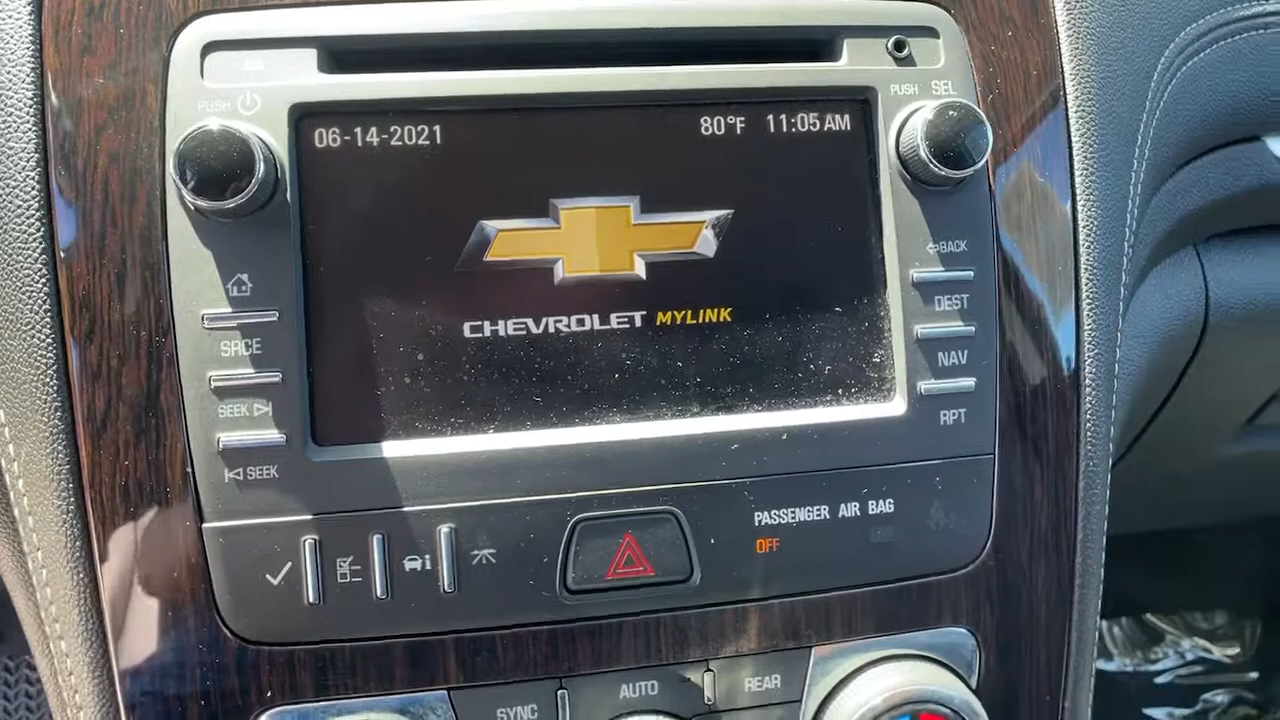 PUSH
PUSH SEL
06-14-2021
80°F 11:05 AM
CHEVROLET MYLINK
SRCE
SEEK
SEEK
BACK
DEST
NAV
RPT
PASSENGER AIR BAG
OFF
SYNC
AUTO
REAR